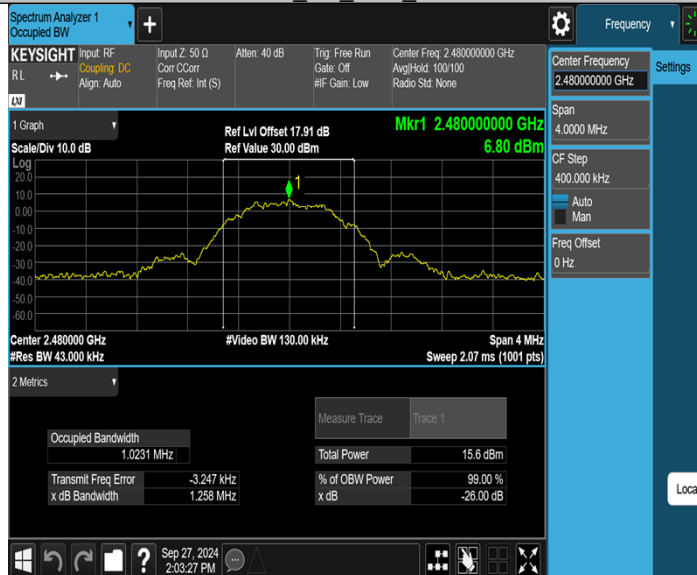 Spectrum Analyzer 1
Occupied BW
Frequency
KEYSIGHT
Input: RF
Coupling: DC
Align: Auto
Input Z: 50 Ω
Corr CCorr
Freq Ref: Int (S)
Atten: 40 dB
Trig: Free Run
Gate: Off
#IF Gain: Low
Center Freq: 2.480000000 GHz
Avg|Hold: 100/100
Radio Std: None
R L
LXI
Center Frequency
2.480000000 GHz
Settings
Span
4.0000 MHz
CF Step
400.000 kHz
Auto
Man
Freq Offset
0 Hz
1 Graph
Ref Lvl Offset 17.91 dB
Mkr1 2.480000000 GHz
Scale/Div 10.0 dB
Ref Value 30.00 dBm
6.80 dBm
Log
20.0
10.0
0.00
-10.0
-20.0
-30.0
-40.0
-50.0
-60.0
1
Center 2.480000 GHz
#Video BW 130.00 kHz
Span 4 MHz
#Res BW 43.000 kHz
Sweep 2.07 ms (1001 pts)
2 Metrics
Measure Trace
Trace 1
Occupied Bandwidth
1.0231 MHz
Total Power
15.6 dBm
Transmit Freq Error
-3.247 kHz
% of OBW Power
99.00 %
x dB Bandwidth
1.258 MHz
x dB
-26.00 dB
Loca
?
Sep 27, 2024
2:03:27 PM